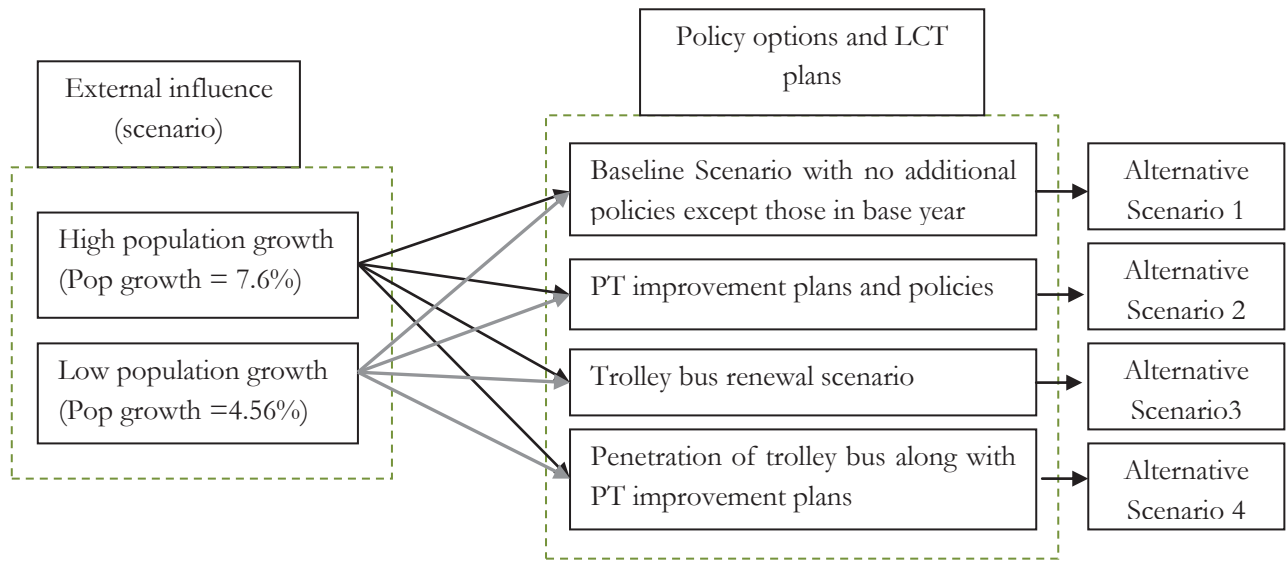 Policy options and LCT
plans
External influence
(scenario)
High population growth
(Pop growth = 7.6%)
Low population growth
(Pop growth =4.56%)
Baseline Scenario with no additional
policies except those in base year
PT improvement plans and policies
Trolley bus renewal scenario
Penetration of trolley bus along with
PT improvement plans
Alternative
Scenario 1
Alternative
Scenario 2
Alternative
Scenario3
Alternative
Scenario 4